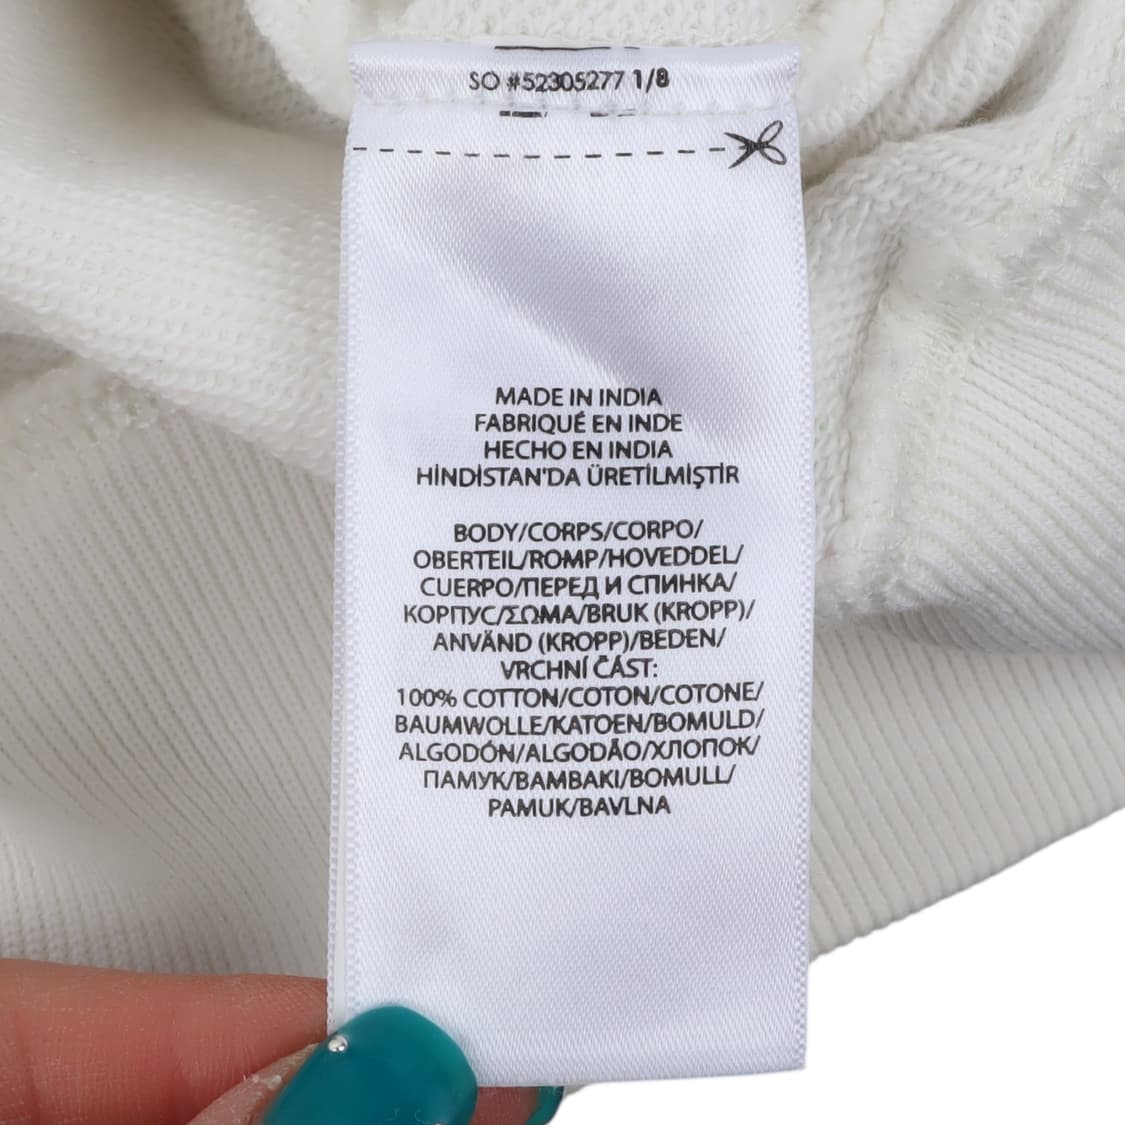 SO #52305277 1/8
MADE IN INDIA
FABRIQUÉ EN INDE
HECHO EN INDIA
HİNDİSTAN'DA ÜRETİLMİŞTİR
BODY/CORPS/CORPO/
OBERTEIL/ROMP/HOVEDDEL/
CUERPO/ПЕРЕД И СПИНКА/
КОРПУС/ΣΩΜΑ/BRUK (KROPP)/
ANVÄND (KROPP)/BEDEN/
VRCHNÍ ČÁST:
100% COTTON/COTON/COTONE/
BAUMWOLLE/KATOEN/BOMULD/
ALGODÓN/ALGODÃO/ХЛОПОК/
ПАМУК/ΒΑΜΒΑΚΙ/BOMULL/
PAMUK/BAVLNA